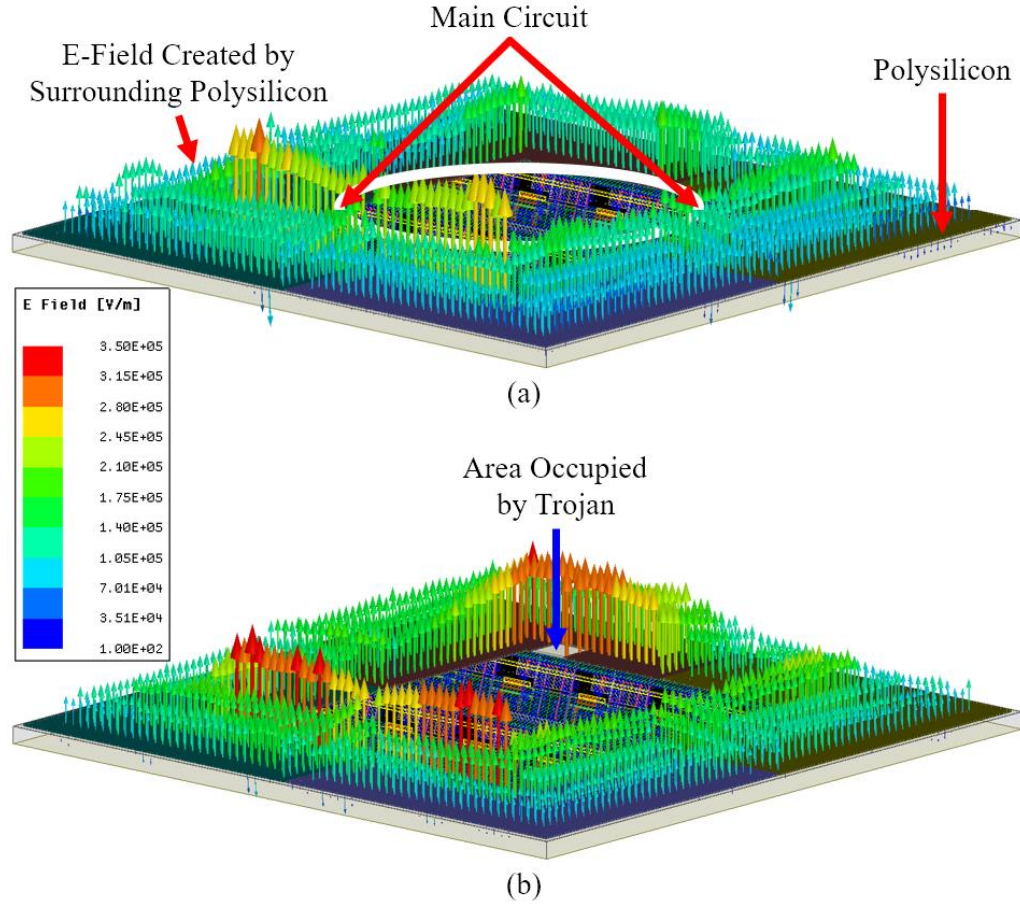 Main Circuit
E-Field Created by
Surrounding Polysilicon
Polysilicon
(a)
E Field [V/m]
3.50E+05
3.15E+05
2.80E+05
2.45E+05
2.10E+05
1.75E+05
1.40E+05
1.05E+05
7.01E+04
3.51E+04
1.00E+02
Area Occupied
by Trojan
(b)